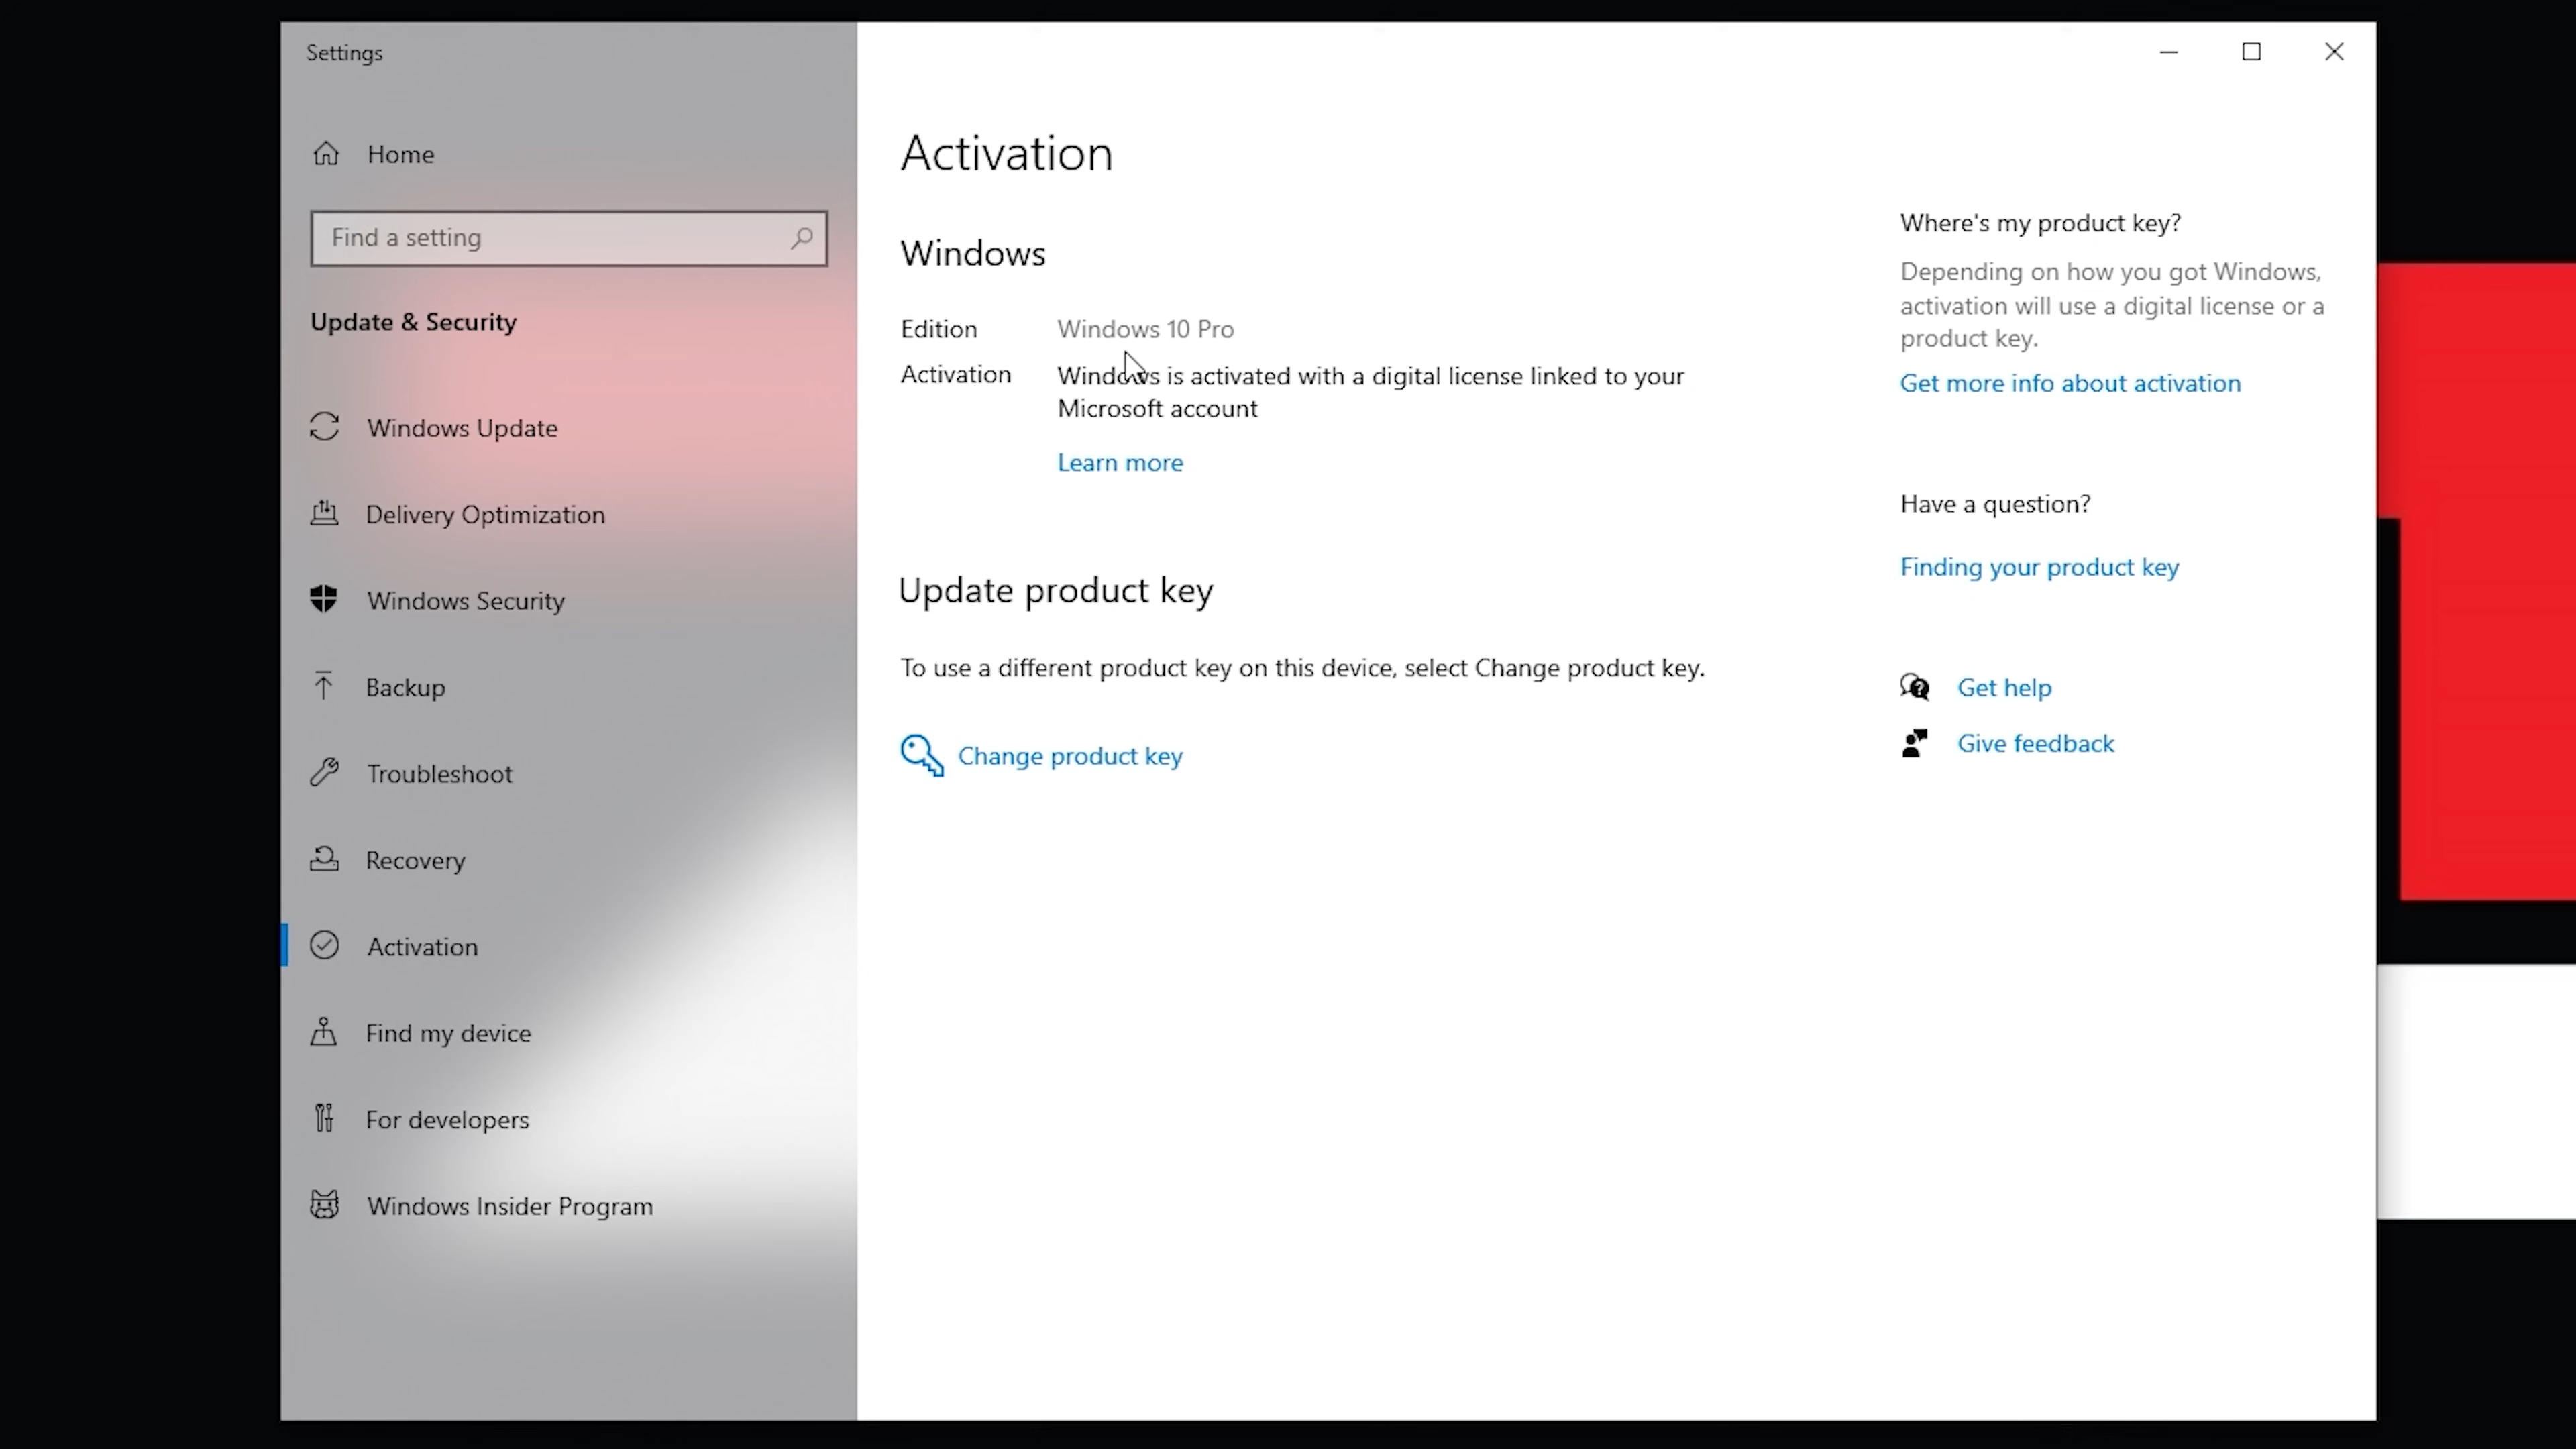 Settings
Home
Find a setting
Update & Security
Windows Update
Delivery Optimization
Windows Security
Backup
Troubleshoot
Recovery
Activation
Find my device
For developers
Windows Insider Program
Activation
Windows
Edition Windows 10 Pro
Activation Windows is activated with a digital license linked to your
Microsoft account
Learn more
Update product key
To use a different product key on this device, select Change product key.
Change product key
Where's my product key?
Depending on how you got Windows,
activation will use a digital license or a
product key.
Get more info about activation
Have a question?
Finding your product key
Get help
Give feedback